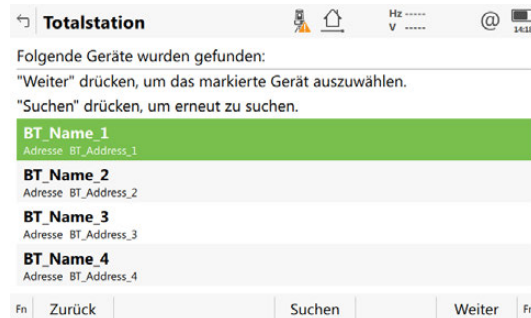 Totalstation
Hz -----
V -----
@
Folgende Geräte wurden gefunden:
"Weiter" drücken, um das markierte Gerät auszuwählen.
"Suchen" drücken, um erneut zu suchen.
BT_Name_1
Adresse BT_Address_1
BT_Name_2
Adresse BT_Address_2
BT_Name_3
Adresse BT_Address_3
BT_Name_4
Adresse BT_Address_4
Fn Zurück Suchen Weiter